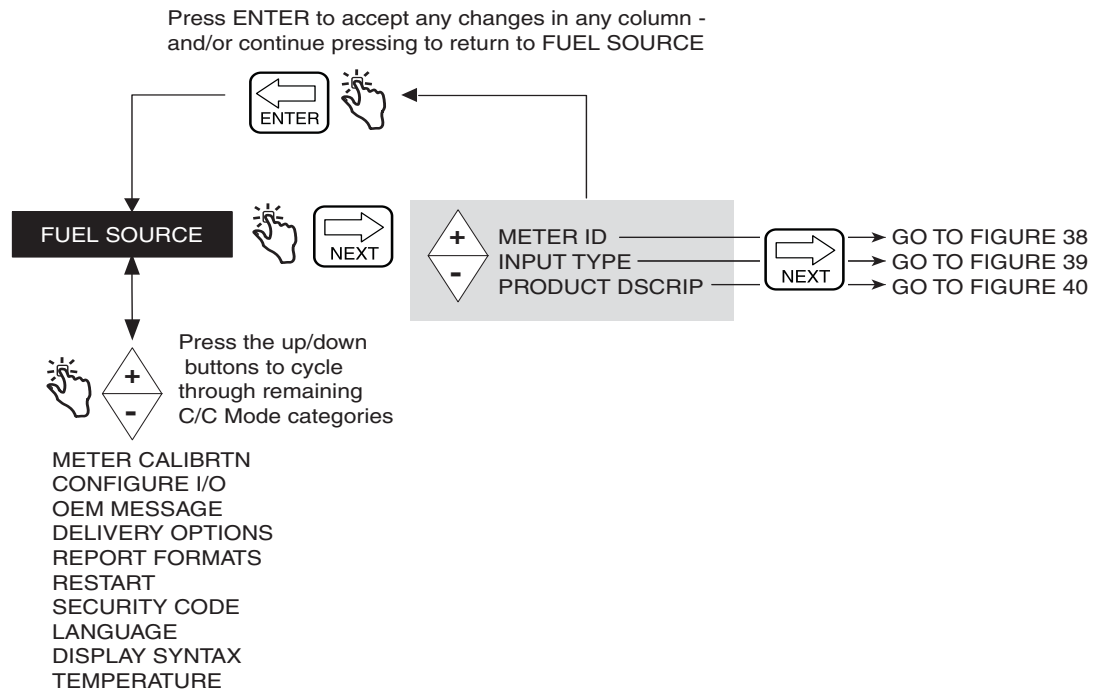 Press ENTER to accept any changes in any column -
and/or continue pressing to return to FUEL SOURCE
ENTER
FUEL SOURCE
NEXT
+
-
METER ID
INPUT TYPE
PRODUCT DSCRIP
NEXT
GO TO FIGURE 38
GO TO FIGURE 39
GO TO FIGURE 40
+
-
Press the up/down
buttons to cycle
through remaining
C/C Mode categories
METER CALIBRTN
CONFIGURE I/O
OEM MESSAGE
DELIVERY OPTIONS
REPORT FORMATS
RESTART
SECURITY CODE
LANGUAGE
DISPLAY SYNTAX
TEMPERATURE